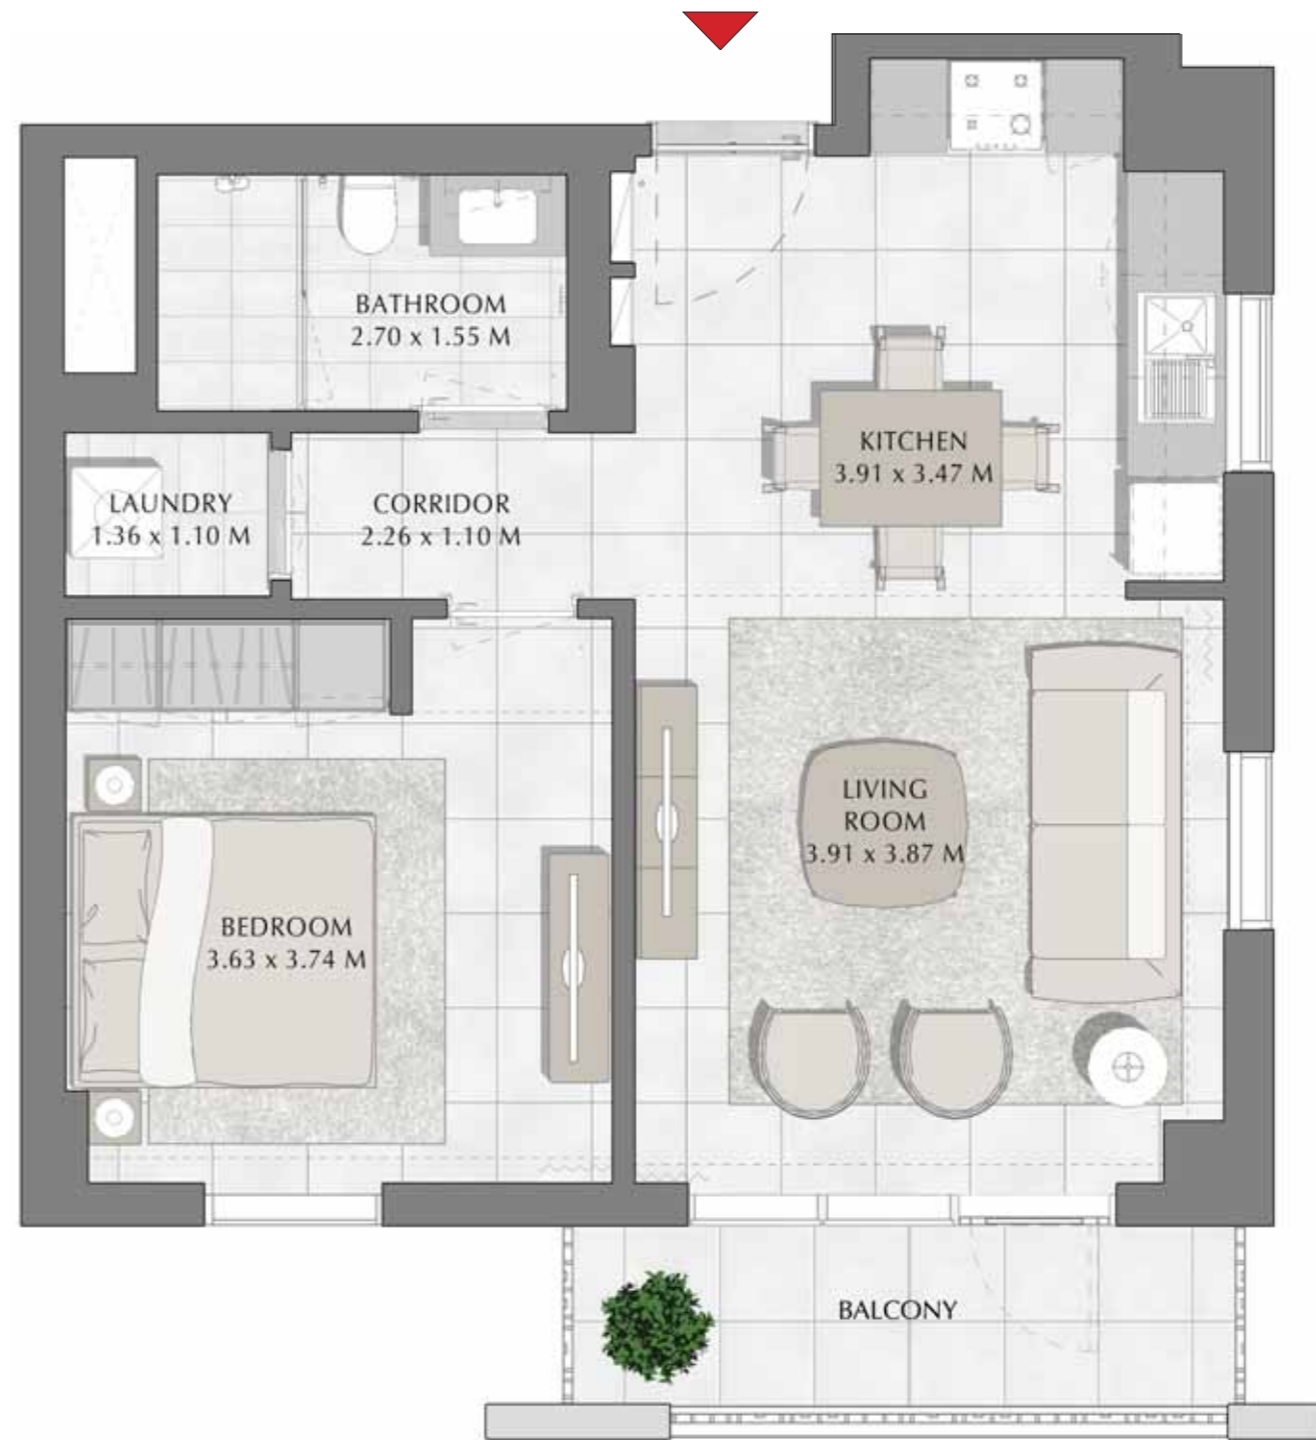 BATHROOM
2.70 x 1.55 M
KITCHEN
3.91 x 3.47 M
LAUNDRY
1.36 x 1.10 M
CORRIDOR
2.26 x 1.10 M
LIVING
ROOM
3.91 x 3.87 M
BEDROOM
3.63 x 3.74 M
BALCONY